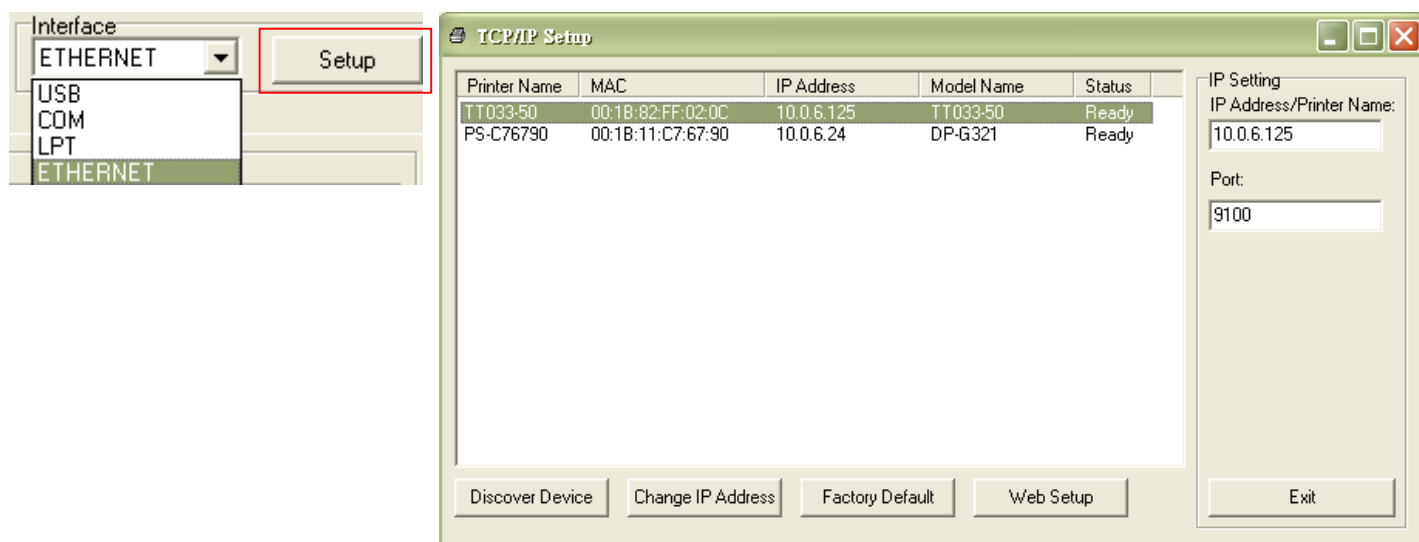 Interface
ETHERNET
Setup
USB
COM
LPT
ETHERNET
TCP/IP Setup
Printer Name MAC IP Address Model Name Status
TT033-50 00:1B:82:FF:02:0C 10.0.6.125 TT033-50 Ready
PS-C76790 00:1B:11:C7:67:90 10.0.6.24 DP-G321 Ready
IP Setting
IP Address/Printer Name:
10.0.6.125
Port:
9100
Discover Device Change IP Address Factory Default Web Setup Exit